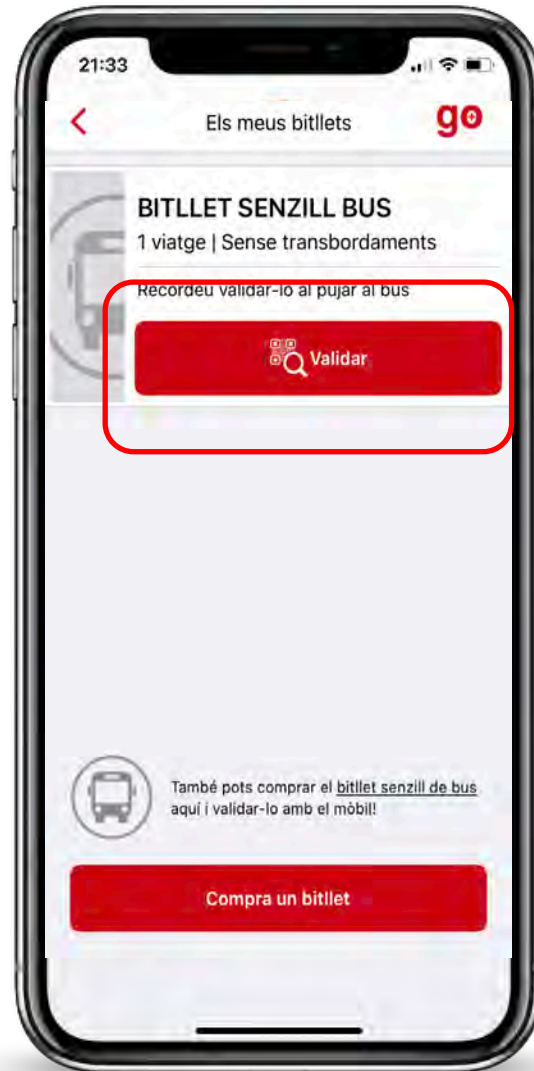 21:33
Els meus bitllets
go
BITLLET SENZILL BUS
1 viatge | Sense transbordaments
Recordeu validar-lo al pujar al bus
Validar
També pots comprar el bitllet senzill de bus
aquí i validar-lo amb el mòbil!
Compra un bitllet